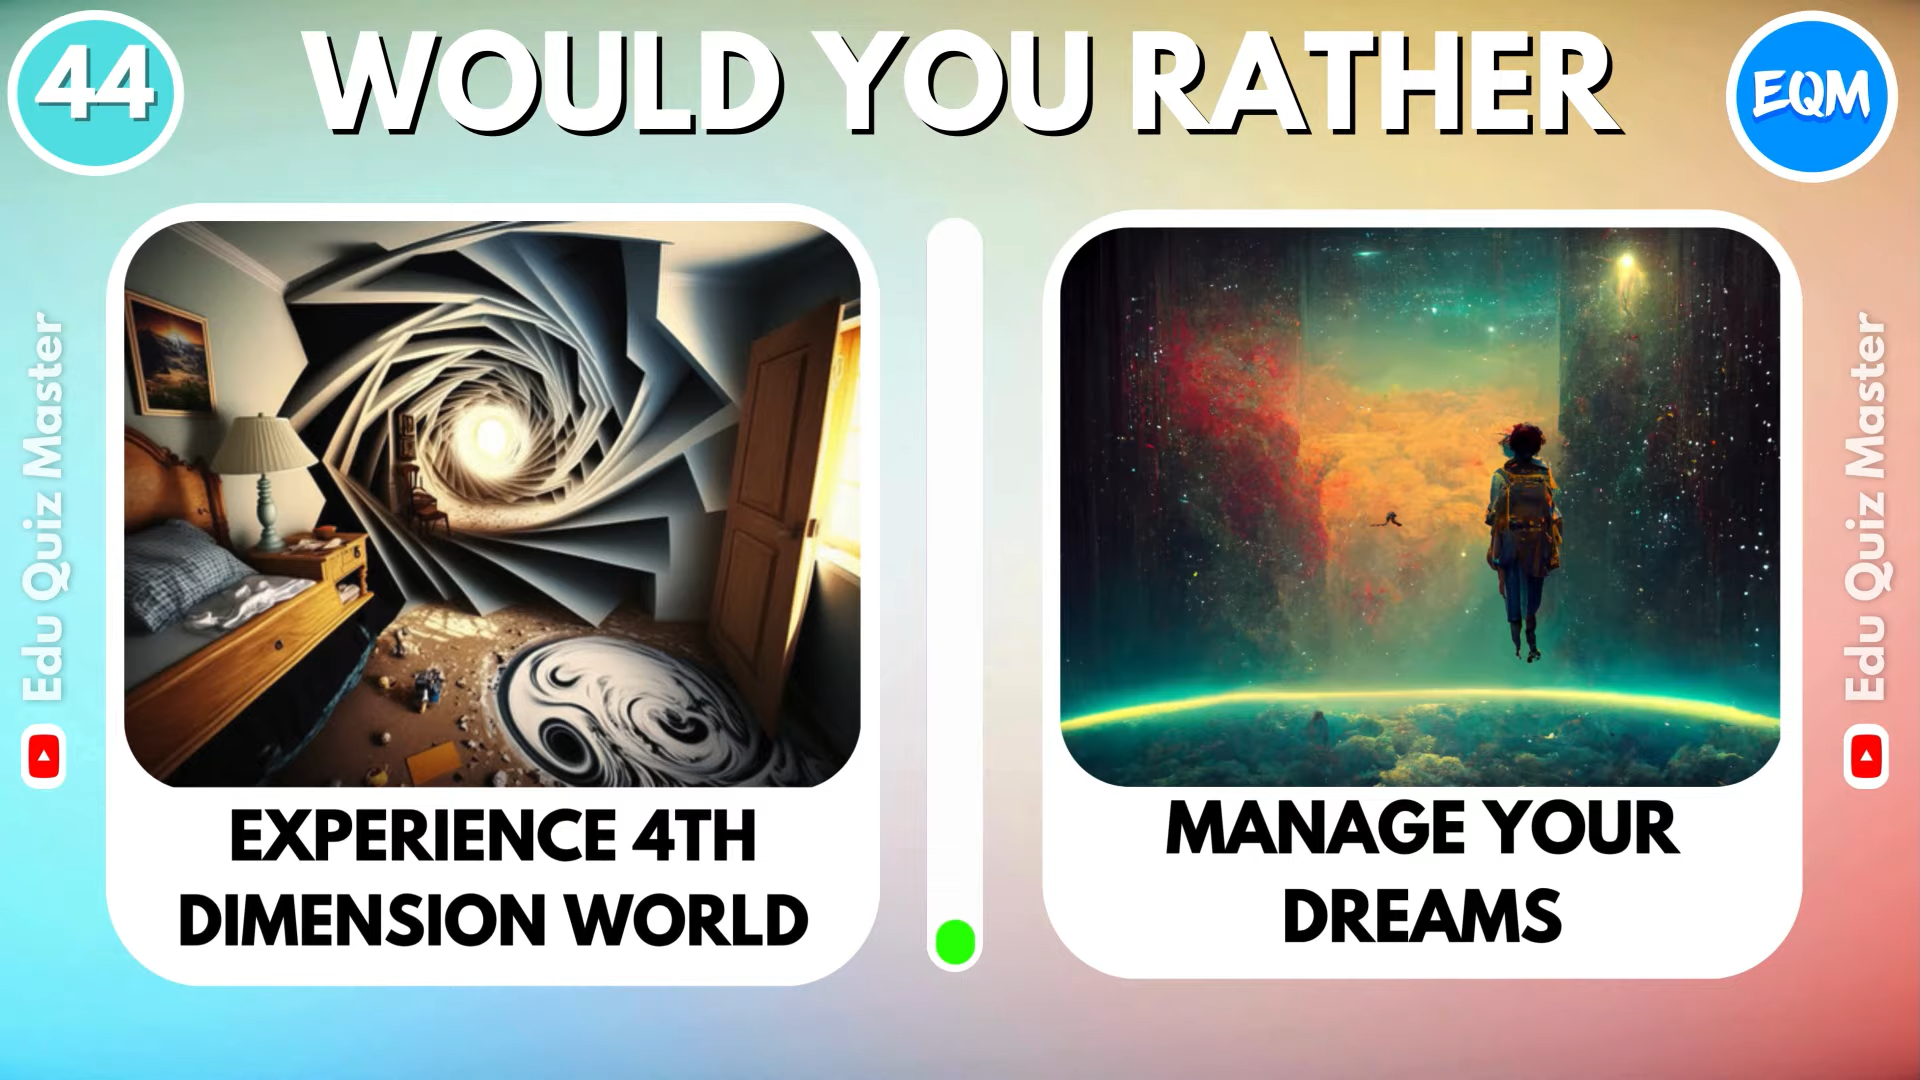 44
WOULD YOU RATHER
EQM
Edu Quiz Master
EXPERIENCE 4TH
DIMENSION WORLD
MANAGE YOUR
DREAMS
Edu Quiz Master